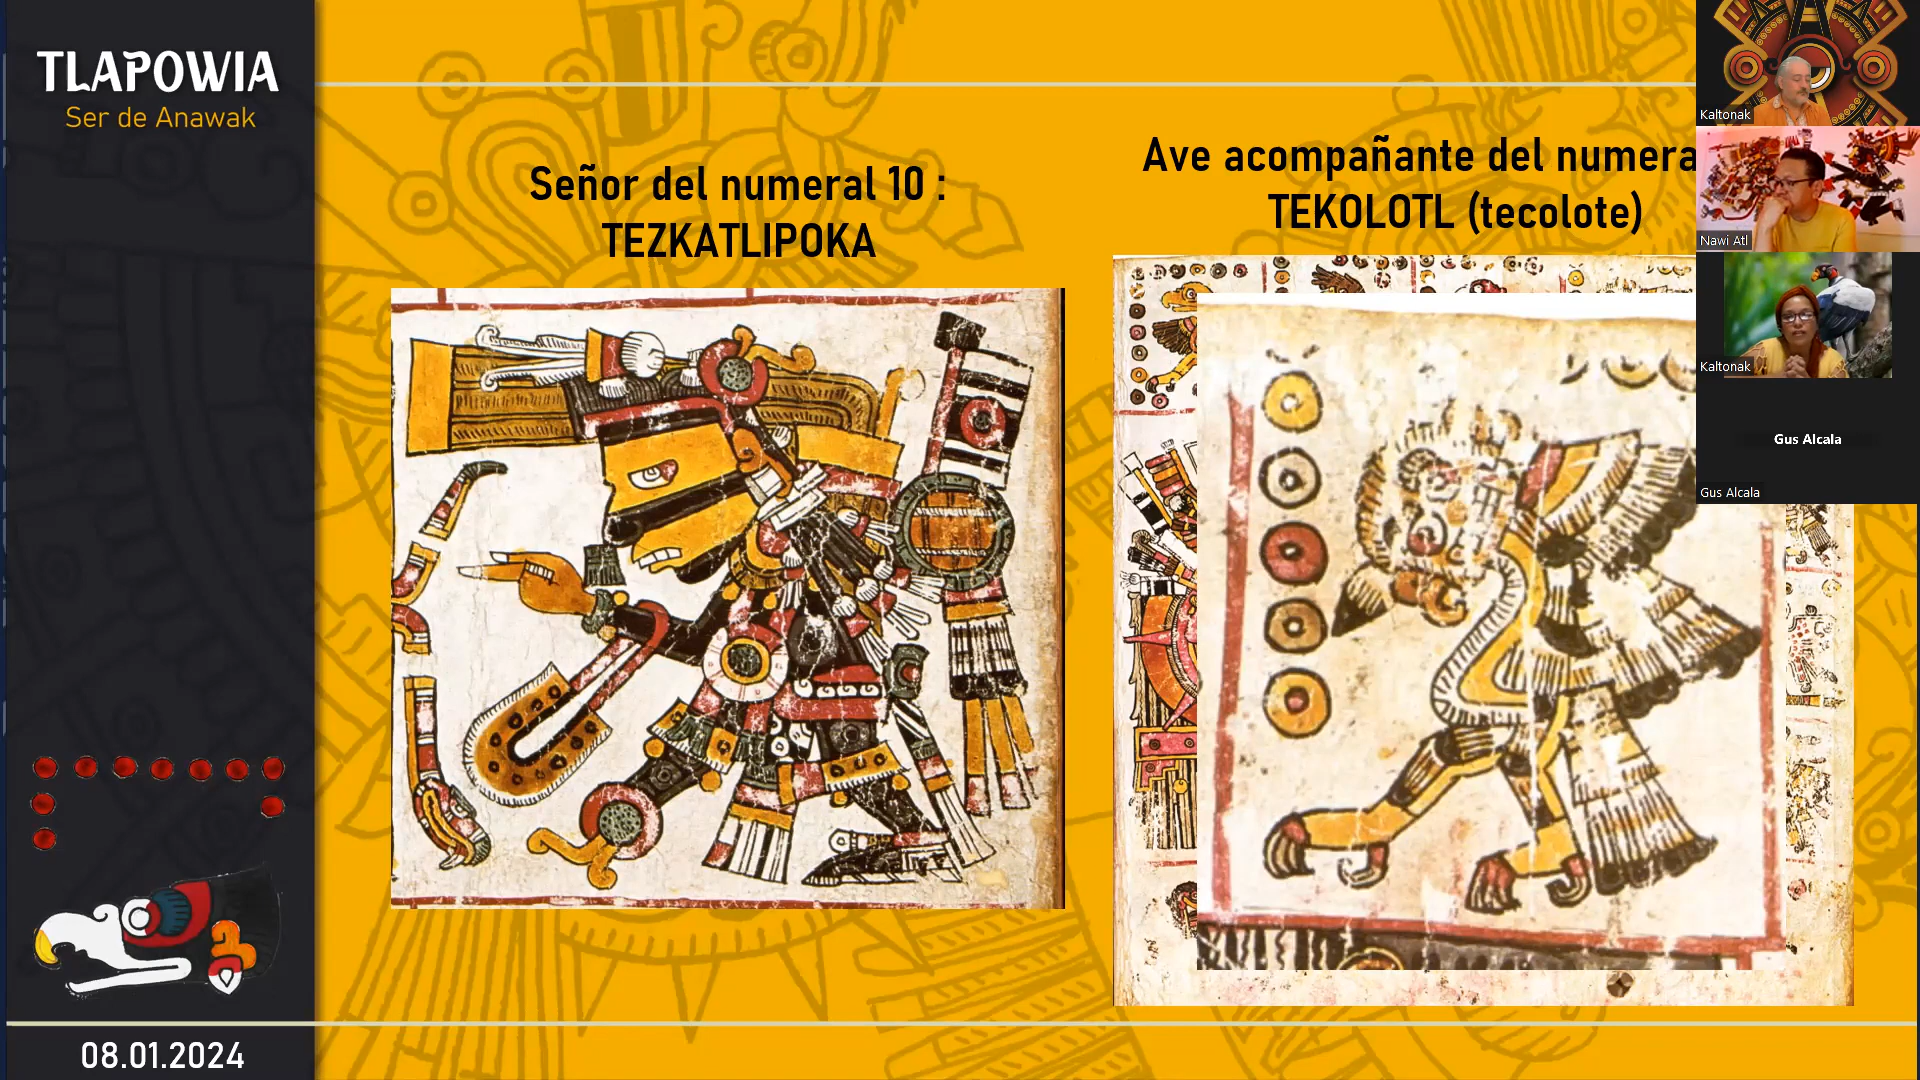 TLAPOWIA
Ser de Anawak
Señor del numeral 10 :
TEZKATLIPOKA
Ave acompañante del numera
TEKOLOTL (tecolote)
Kaltonak
Nawi Atl
Kaltonak
Gus Alcala
Gus Alcala
08.01.2024